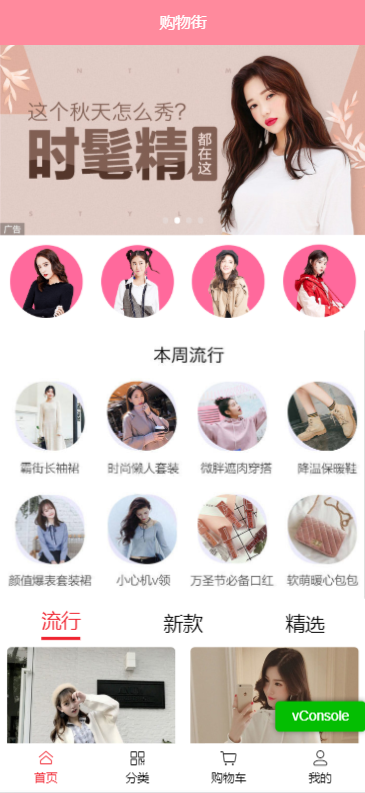 购物街
这个秋天怎么秀?
时髦精
都在这
广告
本周流行
霸街长袖裙
时尚懒人套装
微胖遮肉穿搭
降温保暖鞋
颜值爆表套装裙
小心机v领
万圣节必备口红
软萌暖心包包
流行
新款
精选
vConsole
首页
分类
购物车
我的